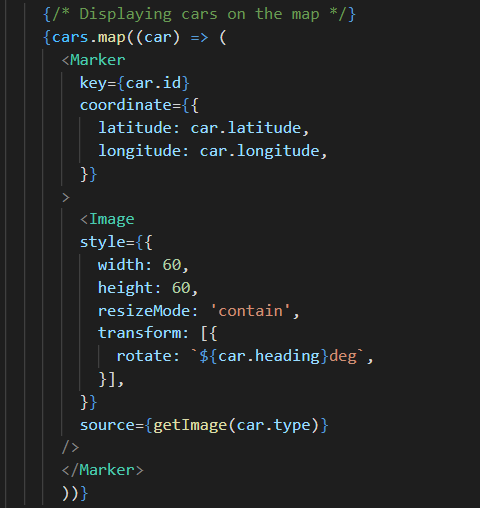 {/* Displaying cars on the map */}
{cars.map((car) => (
<Marker
key={car.id}
coordinate={{
latitude: car.latitude,
longitude: car.longitude,
}}
>
<Image
style={{
width: 60,
height: 60,
resizeMode: 'contain',
transform: [{
rotate: `${car.heading}deg`,
}],
}}
source={getImage(car.type)}
/>
</Marker>
))}